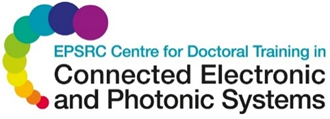 EPSRC Centre for Doctoral Training in
Connected Electronic
and Photonic Systems